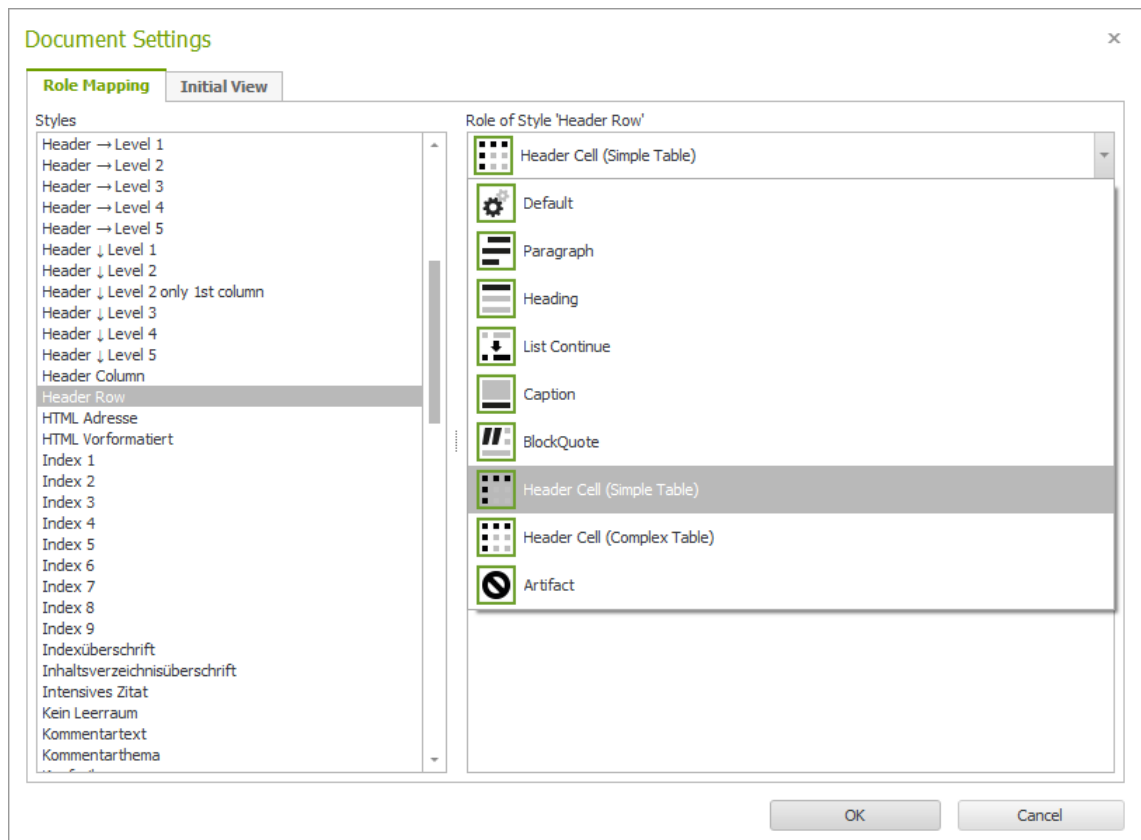 Document Settings
Role Mapping
Initial View
Styles
Header → Level 1
Header → Level 2
Header → Level 3
Header → Level 4
Header → Level 5
Header ↓ Level 1
Header ↓ Level 2
Header ↓ Level 2 only 1st column
Header ↓ Level 3
Header ↓ Level 4
Header ↓ Level 5
Header Column
Header Row
HTML Adresse
HTML Vorformatiert
Index 1
Index 2
Index 3
Index 4
Index 5
Index 6
Index 7
Index 8
Index 9
Indexüberschrift
Inhaltsverzeichnisüberschrift
Intensives Zitat
Kein Leerraum
Kommentartext
Kommentarthema
Role of Style 'Header Row'
Header Cell (Simple Table)
Default
Paragraph
Heading
List Continue
Caption
BlockQuote
Header Cell (Simple Table)
Header Cell (Complex Table)
Artifact
OK
Cancel